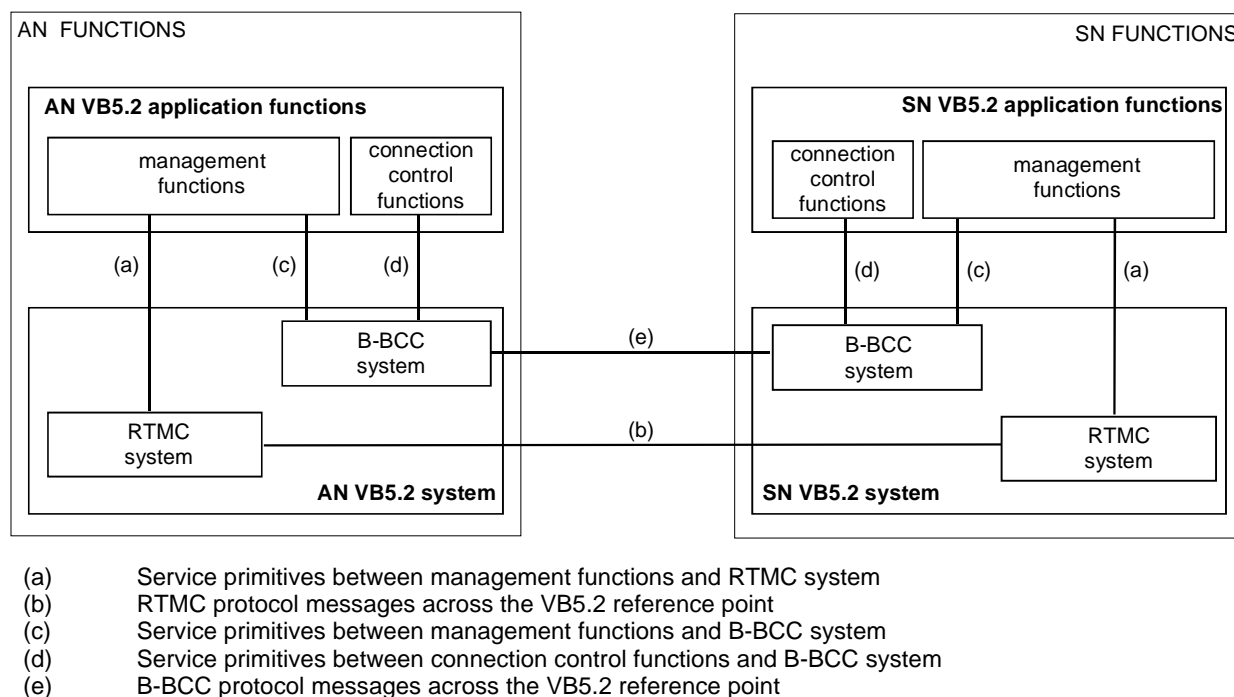 AN FUNCTIONS
AN VB5.2 application functions
management
functions
connection
control
functions
(a)
(c)
(d)
B-BCC
system
RTMC
system
AN VB5.2 system
(e)
(b)
SN FUNCTIONS
SN VB5.2 application functions
connection
control
functions
management
functions
(d)
(c)
(a)
B-BCC
system
RTMC
system
SN VB5.2 system
(a) Service primitives between management functions and RTMC system
(b) RTMC protocol messages across the VB5.2 reference point
(c) Service primitives between management functions and B-BCC system
(d) Service primitives between connection control functions and B-BCC system
(e) B-BCC protocol messages across the VB5.2 reference point